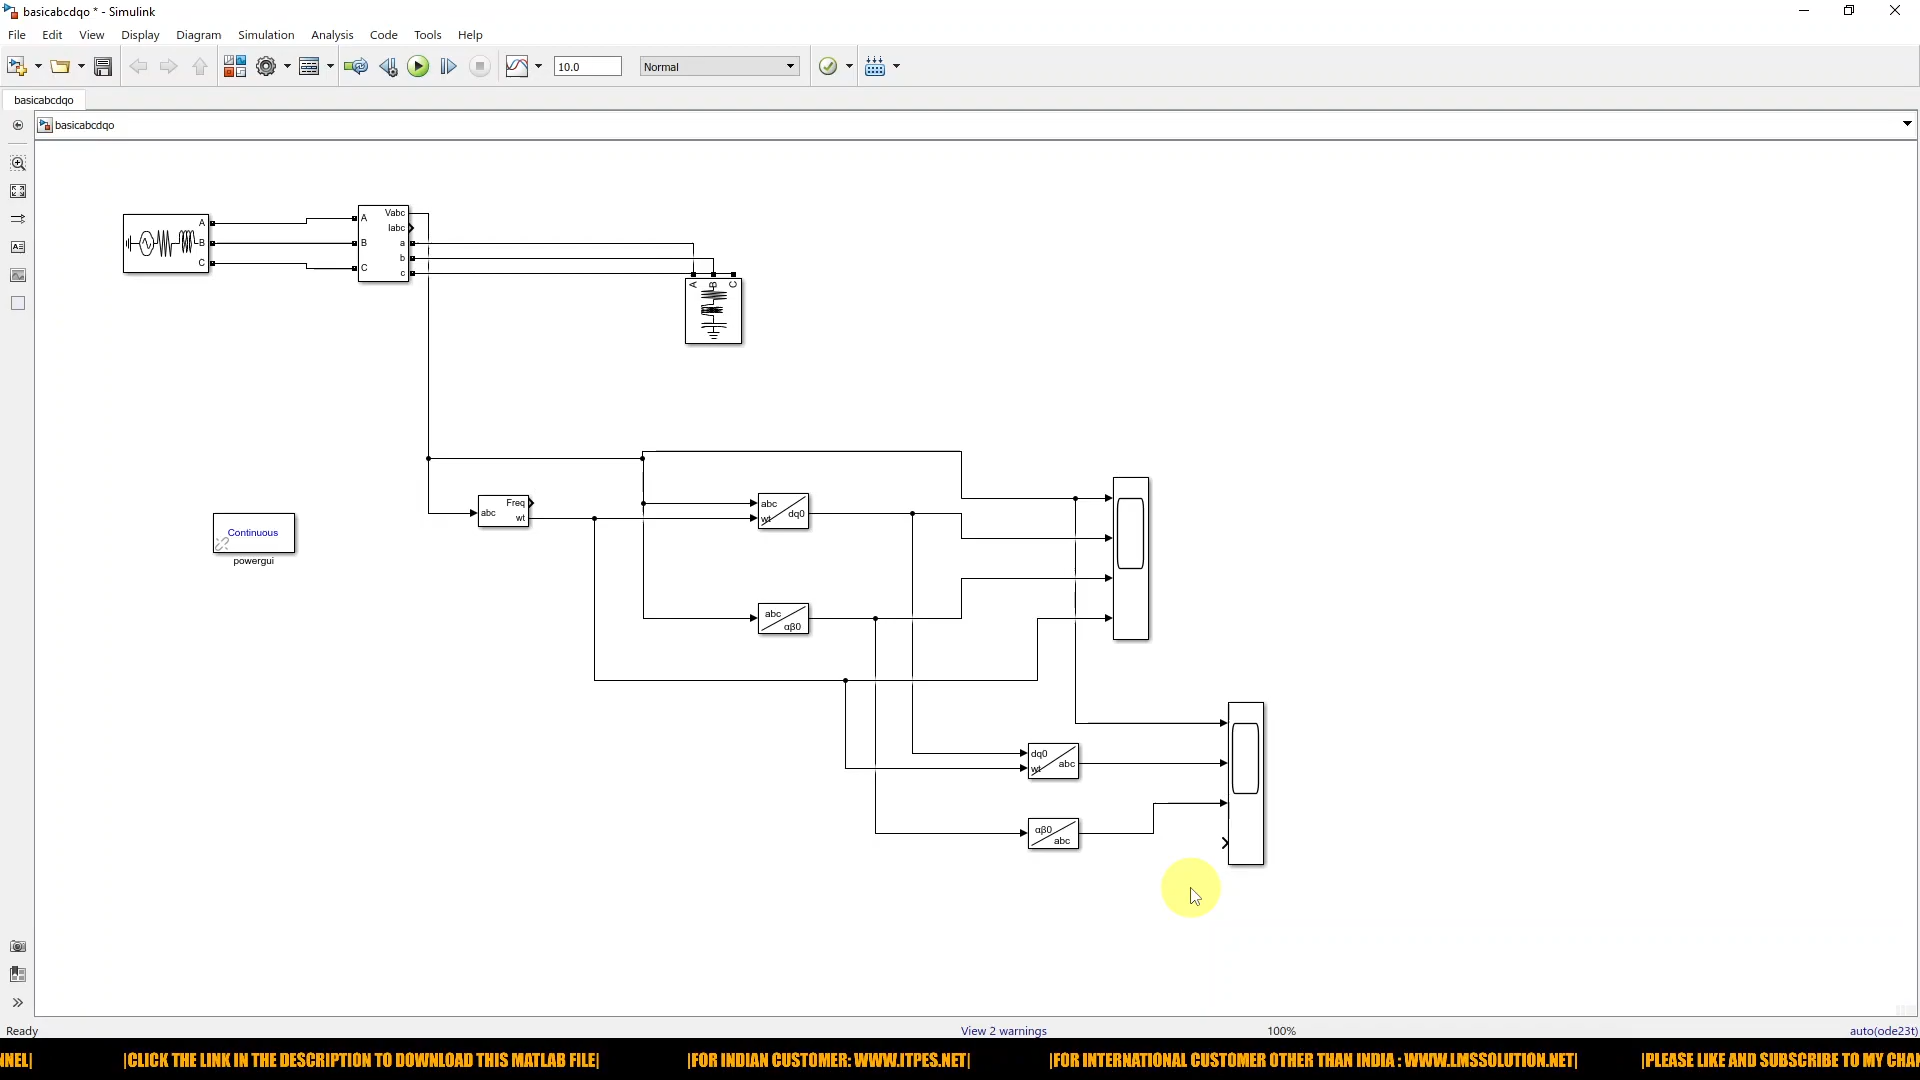 basicabcdqo * - Simulink
File Edit View Display Diagram Simulation Analysis Code Tools Help
10.0 Normal
basicabcdqo
basicabcdqo
A B C
A B C Vabc Iabc a b c
A B C
abc Freq wt
abc wt dq0
Continuous
powergui
abc αβ0
dq0 wt abc
αβ0 abc
Ready View 2 warnings 100% auto(ode23t)
NNEL| |CLICK THE LINK IN THE DESCRIPTION TO DOWNLOAD THIS MATLAB FILE| |FOR INDIAN CUSTOMER: WWW.ITPES.NET| |FOR INTERNATIONAL CUSTOMER OTHER THAN INDIA : WWW.LMSSOLUTION.NET| |PLEASE LIKE AND SUBSCRIBE TO MY CHA